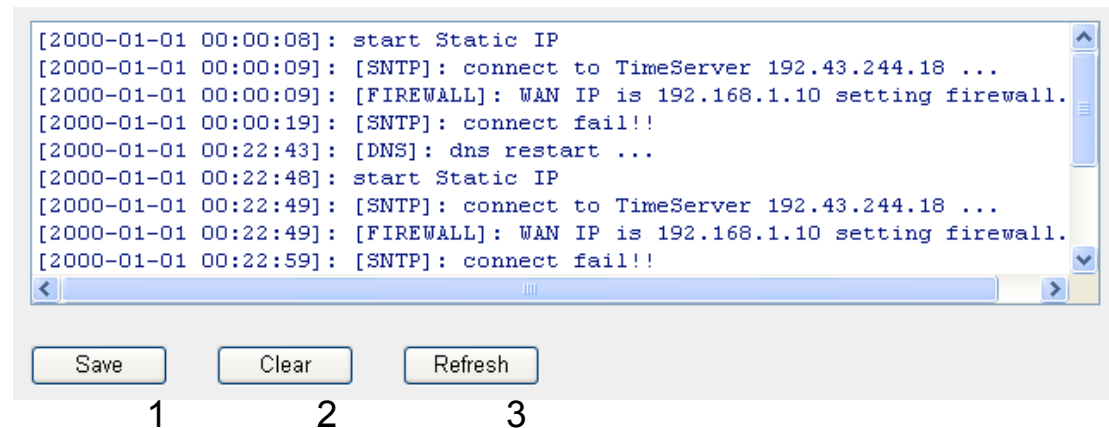 [2000-01-01 00:00:08]: start Static IP
[2000-01-01 00:00:09]: [SNTP]: connect to TimeServer 192.43.244.18 ...
[2000-01-01 00:00:09]: [FIREWALL]: WAN IP is 192.168.1.10 setting firewall.
[2000-01-01 00:00:19]: [SNTP]: connect fail!!
[2000-01-01 00:22:43]: [DNS]: dns restart ...
[2000-01-01 00:22:48]: start Static IP
[2000-01-01 00:22:49]: [SNTP]: connect to TimeServer 192.43.244.18 ...
[2000-01-01 00:22:49]: [FIREWALL]: WAN IP is 192.168.1.10 setting firewall.
[2000-01-01 00:22:59]: [SNTP]: connect fail!!
Save Clear Refresh
1 2 3